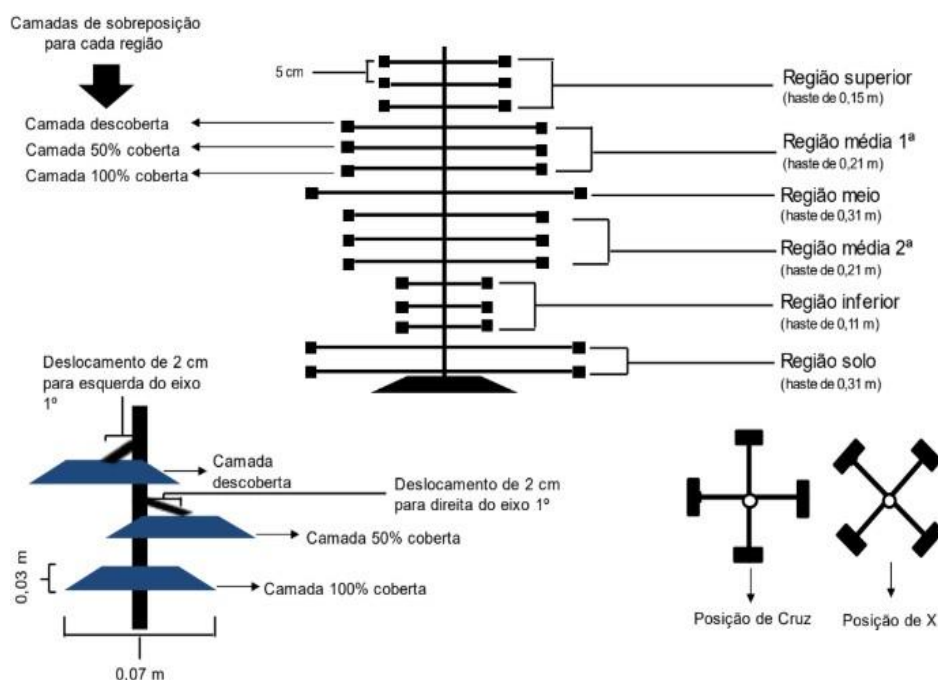 Camadas de sobreposição
para cada região
5 cm
Camada descoberta
Camada 50% coberta
Camada 100% coberta
Região superior
(haste de 0,15 m)
Região média 1ª
(haste de 0,21 m)
Região meio
(haste de 0,31 m)
Região média 2ª
(haste de 0,21 m)
Região inferior
(haste de 0,11 m)
Região solo
(haste de 0,31 m)
Deslocamento de 2 cm
para esquerda do eixo
1º
Camada
descoberta
Deslocamento de 2 cm
para direita do eixo 1º
Camada 50% coberta
0,03 m
Camada 100% coberta
0,07 m
Posição de Cruz
Posição de X